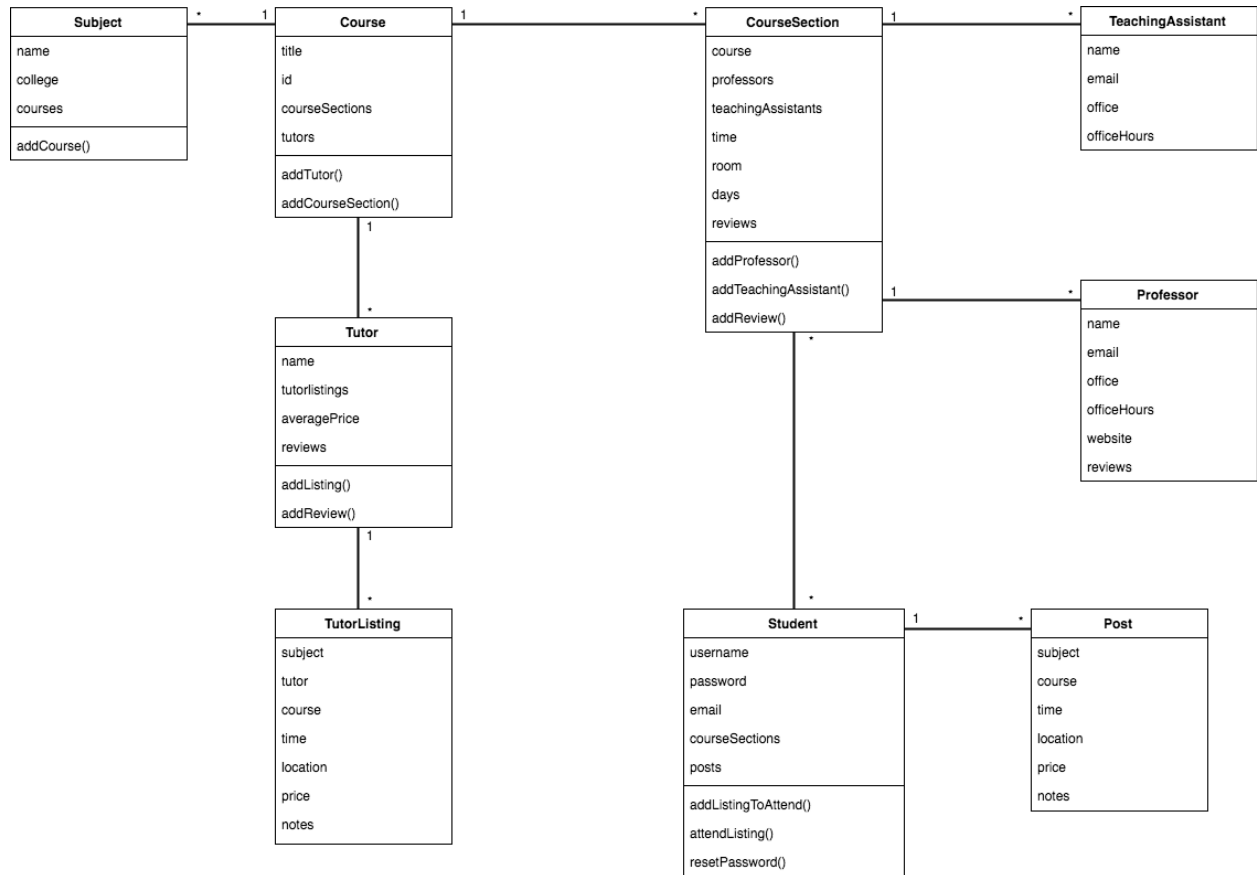 Subject
name
college
courses
addCourse()
*
1
Course
title
id
courseSections
tutors
addTutor()
addCourseSection()
1
*
CourseSection
course
professors
teachingAssistants
time
room
days
reviews
addProfessor()
addTeachingAssistant()
addReview()
1
*
TeachingAssistant
name
email
office
officeHours
1
*
Professor
name
email
office
officeHours
website
reviews
1
*
Tutor
name
tutorlistings
averagePrice
reviews
addListing()
addReview()
1
*
TutorListing
subject
tutor
course
time
location
price
notes
*
*
Student
username
password
email
courseSections
posts
addListingToAttend()
attendListing()
resetPassword()
1
*
Post
subject
course
time
location
price
notes